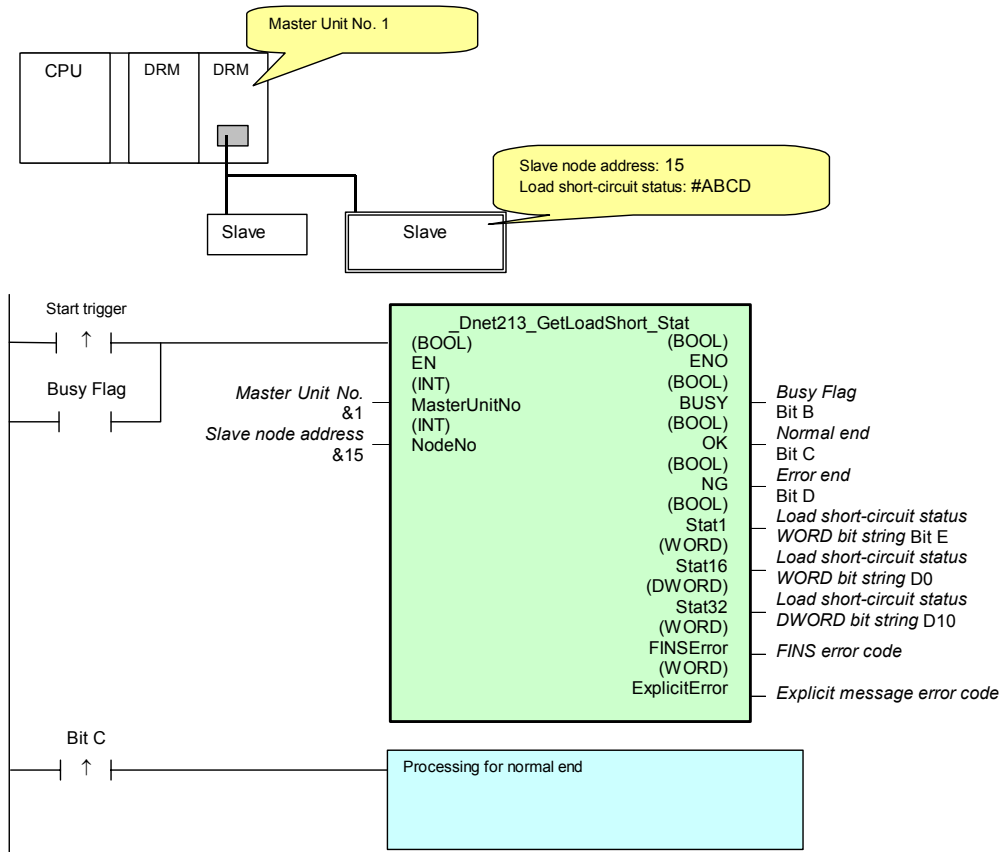 Master Unit No. 1
CPU
DRM
DRM
Slave node address: 15
Load short-circuit status: #ABCD
Slave
Slave
Start trigger
↑
Busy Flag
_Dnet213_GetLoadShort_Stat
(BOOL)
EN
(INT)
MasterUnitNo
(INT)
NodeNo
(BOOL)
ENO
(BOOL)
BUSY
(BOOL)
OK
(BOOL)
NG
(BOOL)
Stat1
(WORD)
Stat16
(DWORD)
Stat32
(WORD)
FINSError
(WORD)
ExplicitError
Master Unit No.
&1
Slave node address
&15
Busy Flag
Bit B
Normal end
Bit C
Error end
Bit D
Load short-circuit status
WORD bit string Bit E
Load short-circuit status
WORD bit string D0
Load short-circuit status
DWORD bit string D10
FINS error code
Explicit message error code
Bit C
↑
Processing for normal end